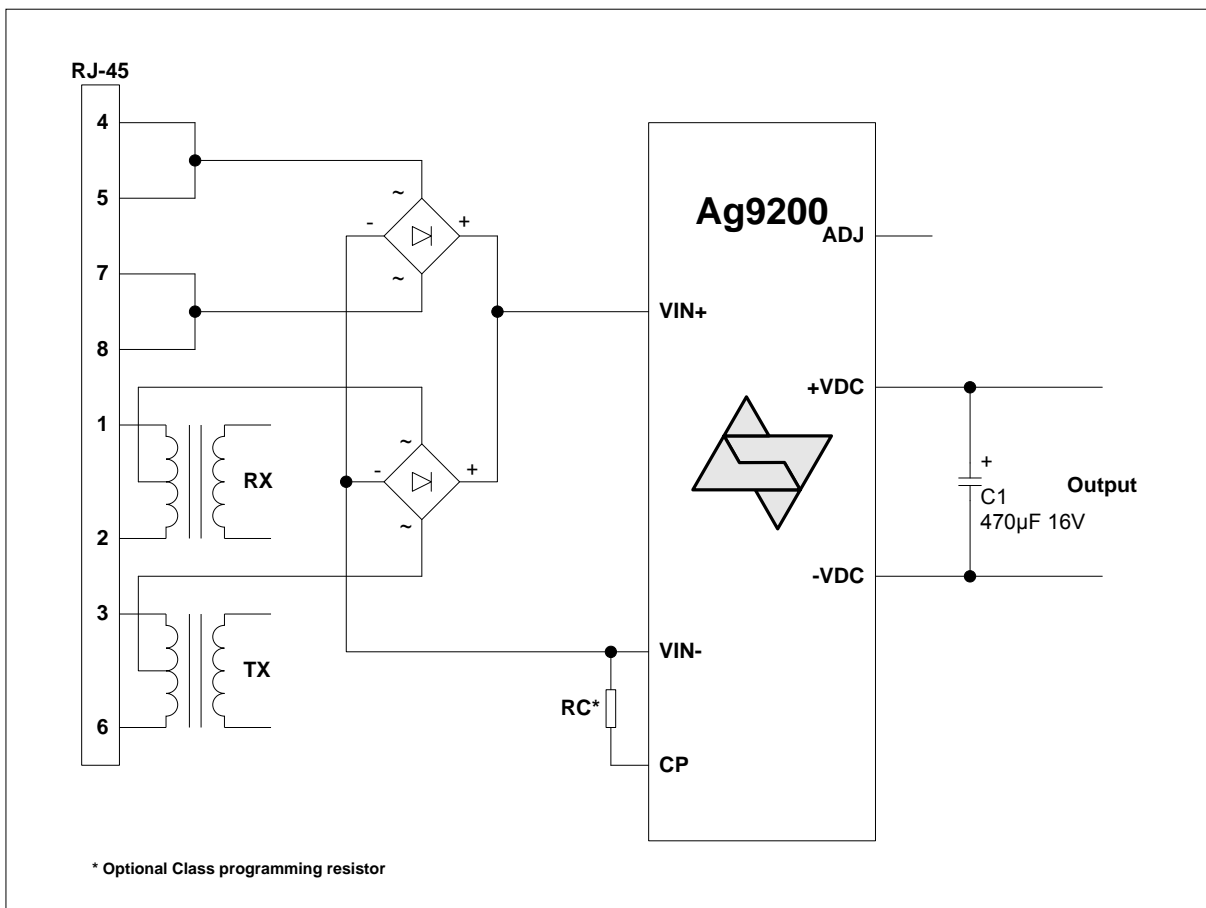 RJ-45
4
5
7
8
1
2
3
6
RX
TX
~
-
+
~
~
-
+
~
Ag9200
ADJ
VIN+
+VDC
-VDC
VIN-
CP
RC*
+
C1
470µF 16V
Output
* Optional Class programming resistor